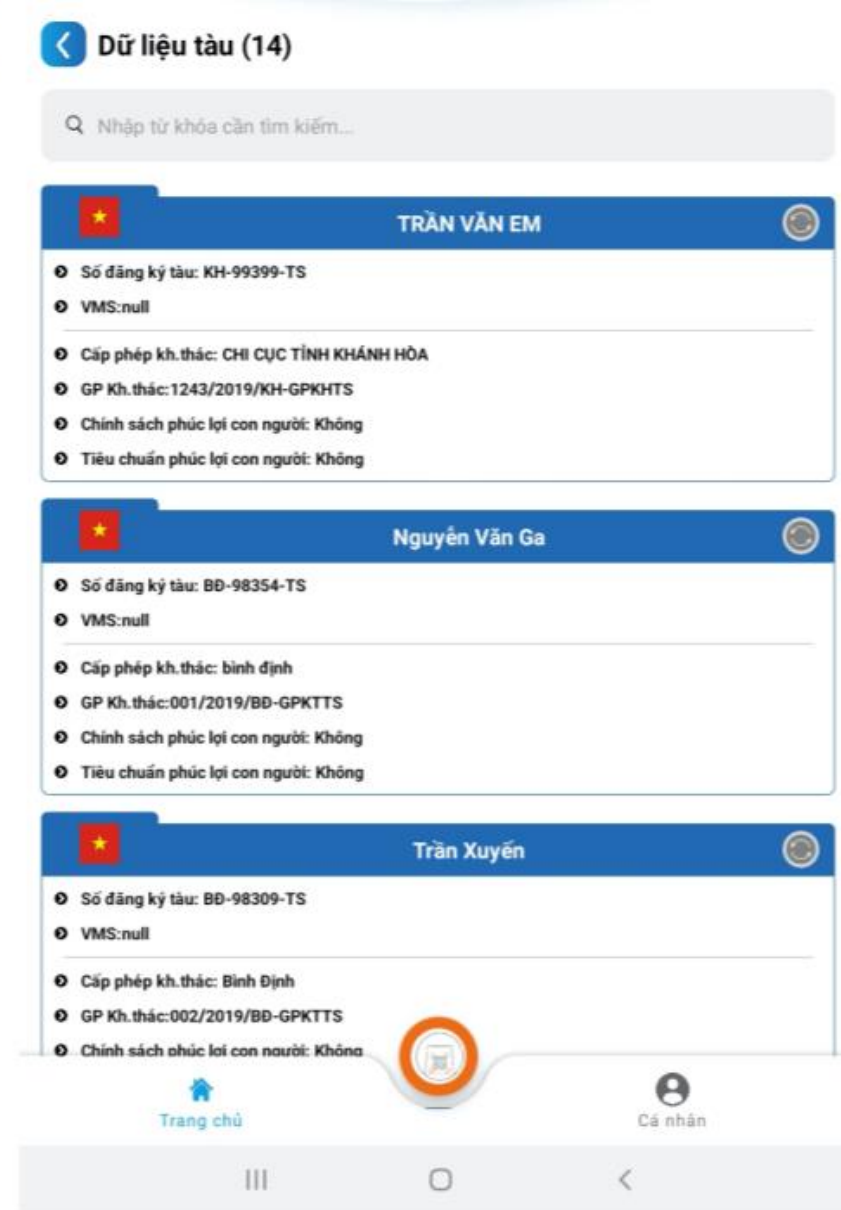 Dữ liệu tàu (14)
Nhập từ khóa cần tìm kiếm...
TRẦN VĂN EM
Số đăng ký tàu: KH-99399-TS
VMS:null
Cấp phép kh.thác: CHI CỤC TỈNH KHÁNH HÒA
GP Kh.thác:1243/2019/KH-GPKHTS
Chính sách phúc lợi con người: Không
Tiêu chuẩn phúc lợi con người: Không
Nguyễn Văn Ga
Số đăng ký tàu: BĐ-98354-TS
VMS:null
Cấp phép kh.thác: bình định
GP Kh.thác:001/2019/BĐ-GPKTTS
Chính sách phúc lợi con người: Không
Tiêu chuẩn phúc lợi con người: Không
Trần Xuyến
Số đăng ký tàu: BĐ-98309-TS
VMS:null
Cấp phép kh.thác: Bình Định
GP Kh.thác:002/2019/BĐ-GPKTTS
Chính sách phúc lợi con người: Không
Trang chủ
Cá nhân